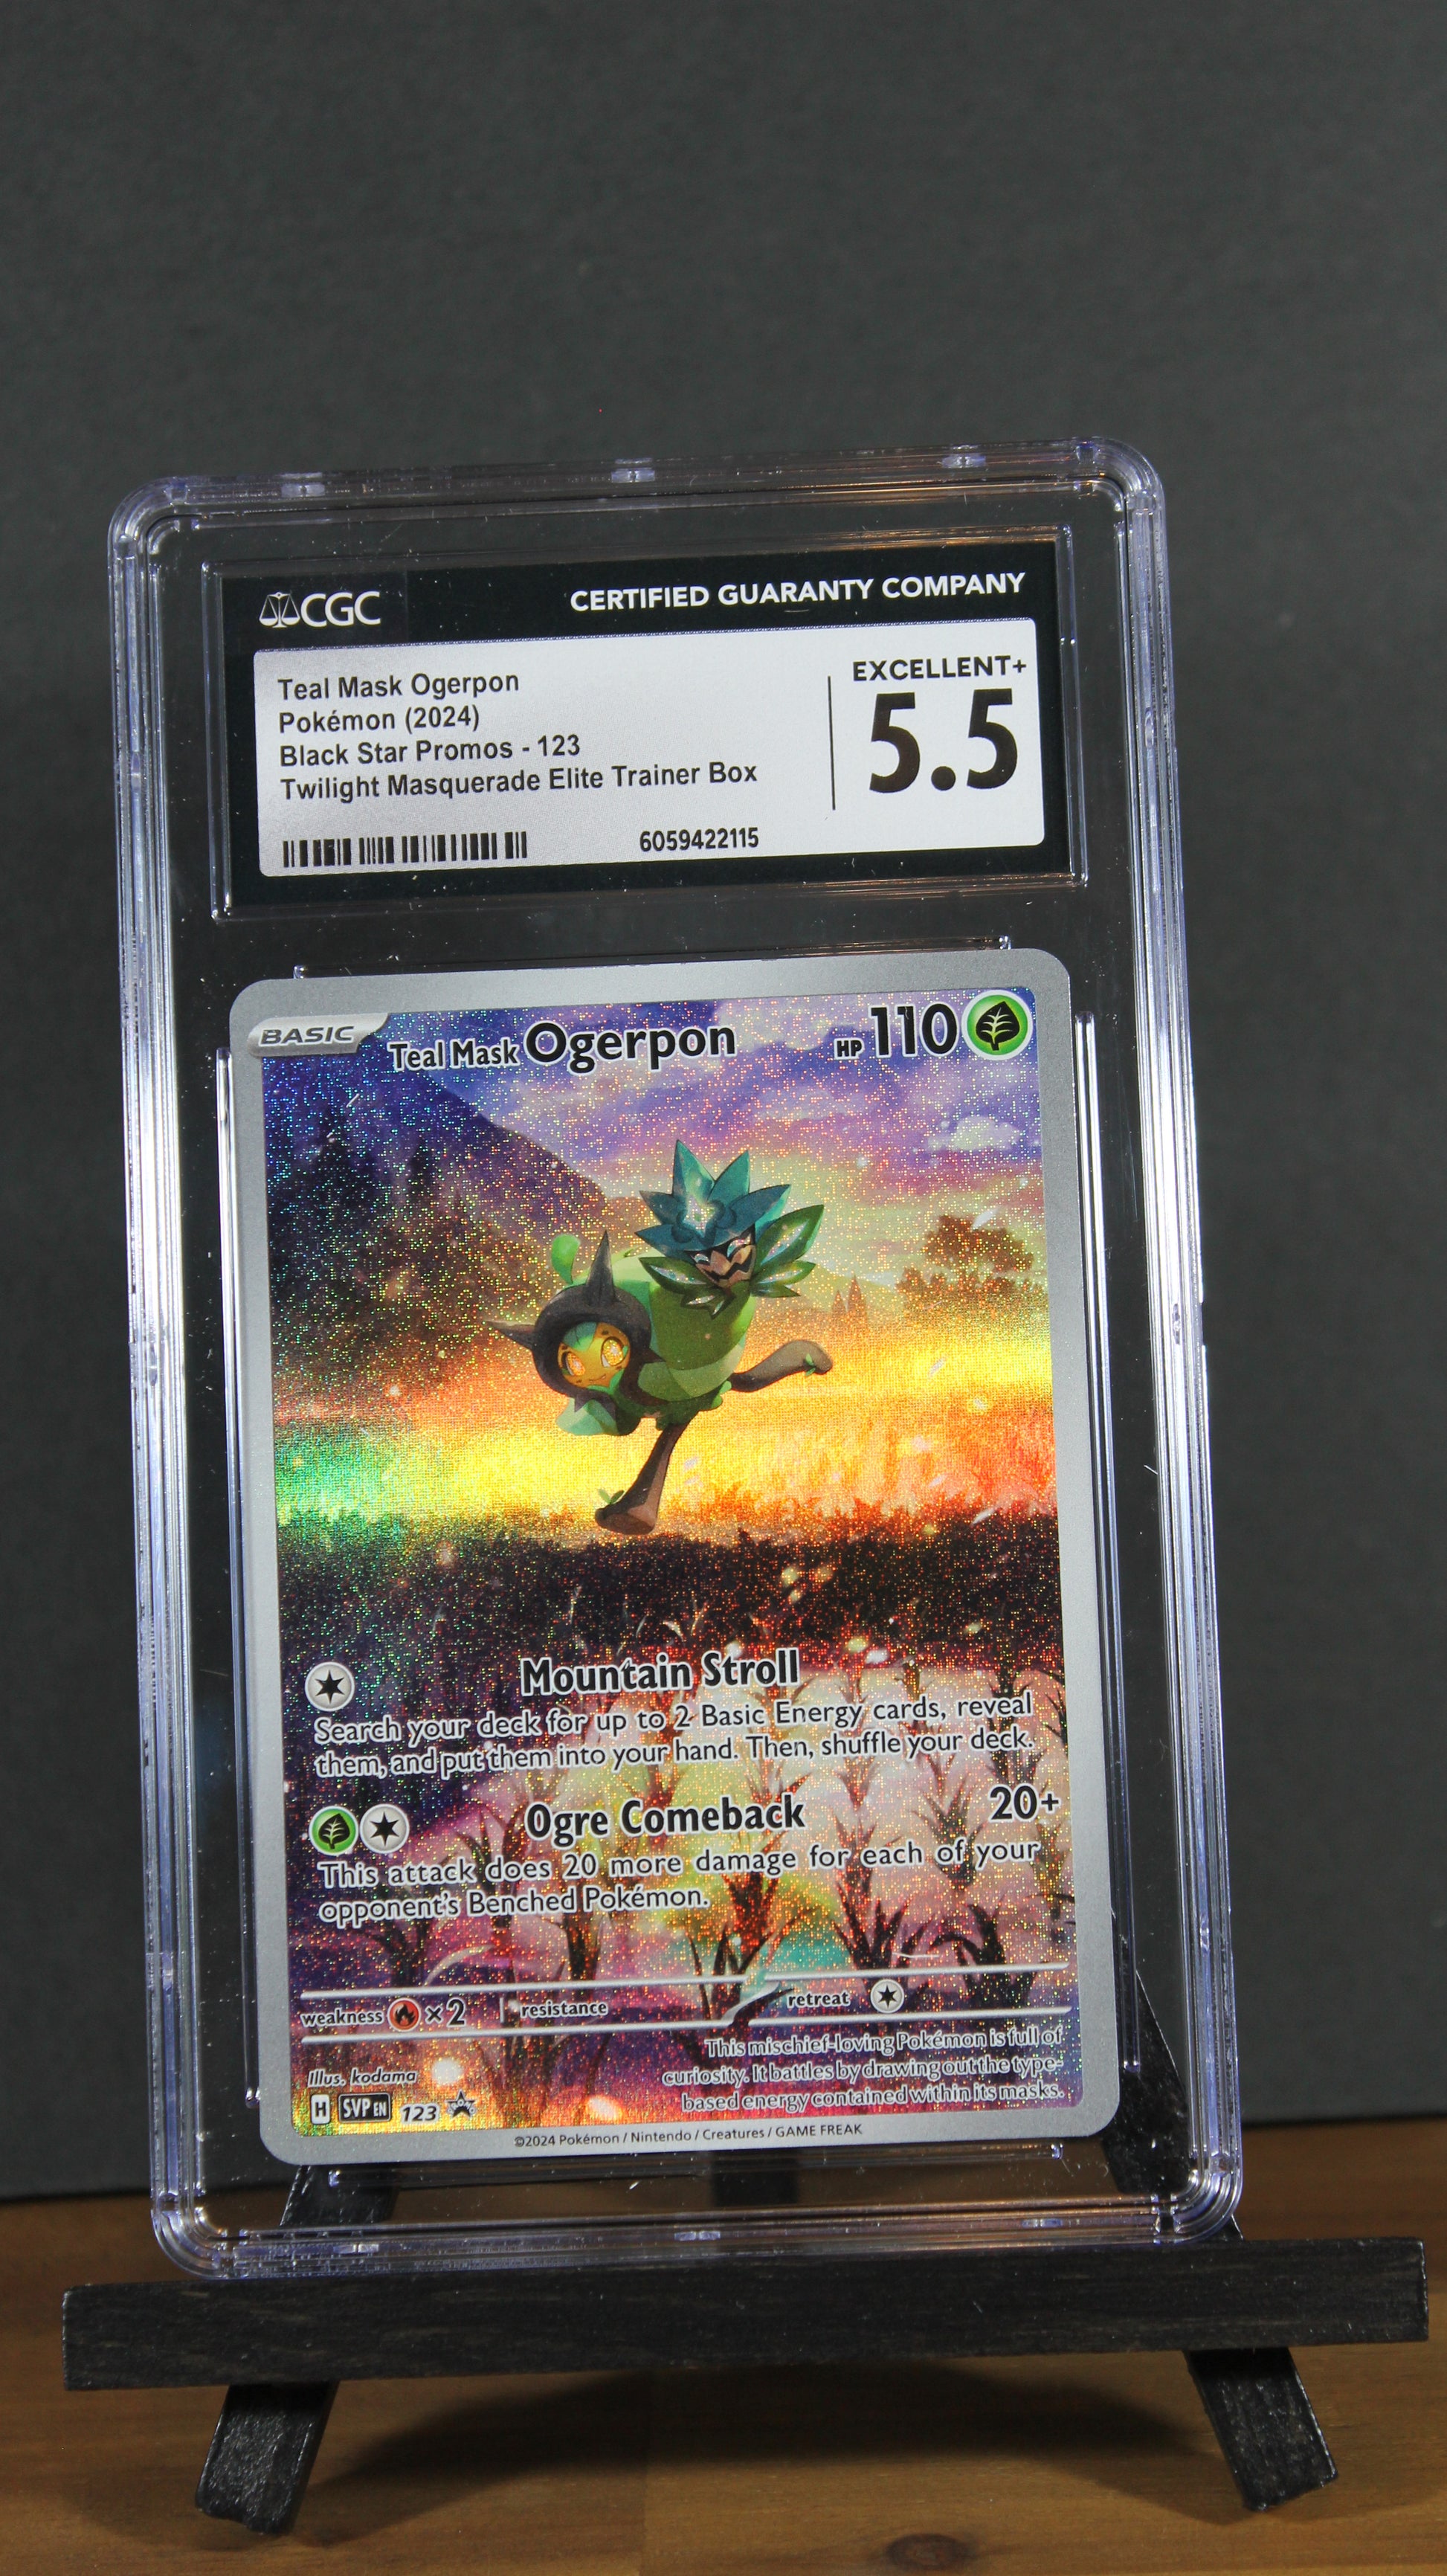 CGC
CERTIFIED GUARANTY COMPANY
Teal Mask Ogerpon
Pokémon (2024)
Black Star Promos - 123
Twilight Masquerade Elite Trainer Box
6059422115
EXCELLENT+
5.5
BASIC
Teal Mask Ogerpon
HP 110
Mountain Stroll
Search your deck for up to 2 Basic Energy cards, reveal
them, and put them into your hand. Then, shuffle your deck.
Ogre Comeback 20+
This attack does 20 more damage for each of your
opponent's Benched Pokémon.
weakness ×2 resistance retreat
This mischief-loving Pokémon is full of
curiosity. It battles by drawing out the type-
based energy contained within its masks.
Illus. kodama
H SVP EN 123
©2024 Pokémon / Nintendo / Creatures / GAME FREAK